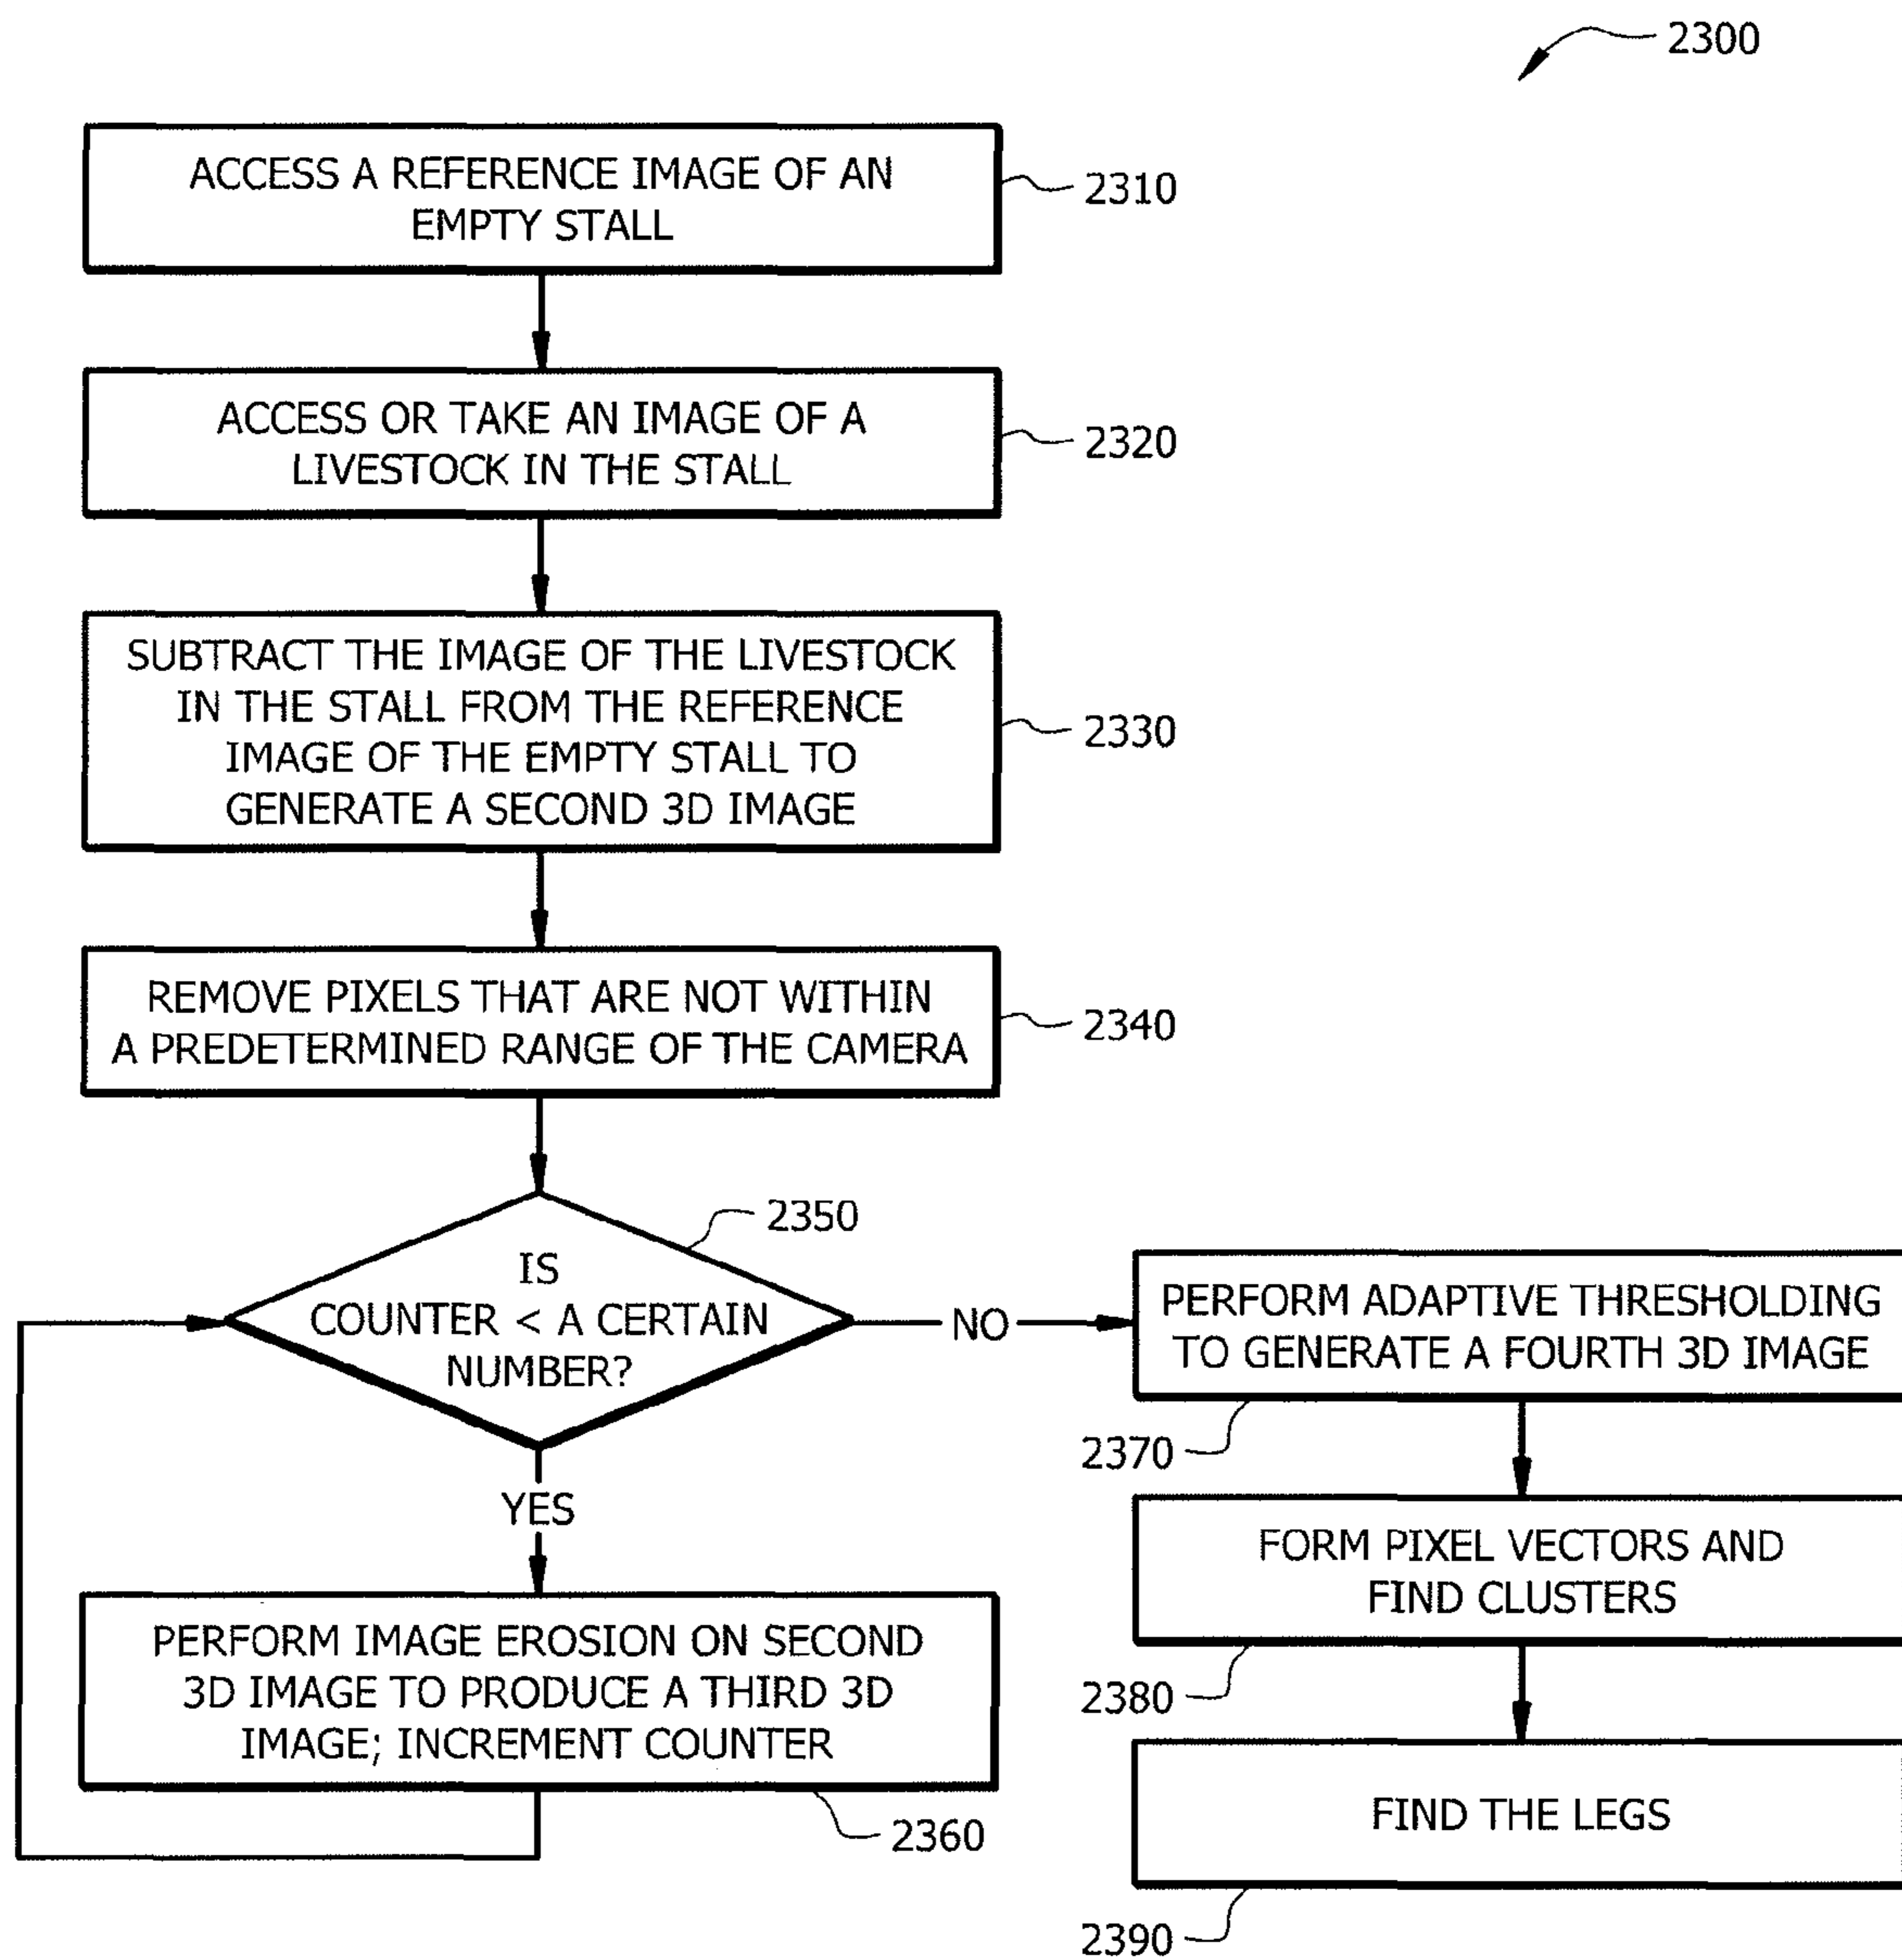 2300
ACCESS A REFERENCE IMAGE OF AN
EMPTY STALL
2310
ACCESS OR TAKE AN IMAGE OF A
LIVESTOCK IN THE STALL
2320
SUBTRACT THE IMAGE OF THE LIVESTOCK
IN THE STALL FROM THE REFERENCE
IMAGE OF THE EMPTY STALL TO
GENERATE A SECOND 3D IMAGE
2330
REMOVE PIXELS THAT ARE NOT WITHIN
A PREDETERMINED RANGE OF THE CAMERA
2340
IS
COUNTER < A CERTAIN
NUMBER?
2350
YES
PERFORM IMAGE EROSION ON SECOND
3D IMAGE TO PRODUCE A THIRD 3D
IMAGE; INCREMENT COUNTER
2360
NO
PERFORM ADAPTIVE THRESHOLDING
TO GENERATE A FOURTH 3D IMAGE
2370
FORM PIXEL VECTORS AND
FIND CLUSTERS
2380
FIND THE LEGS
2390